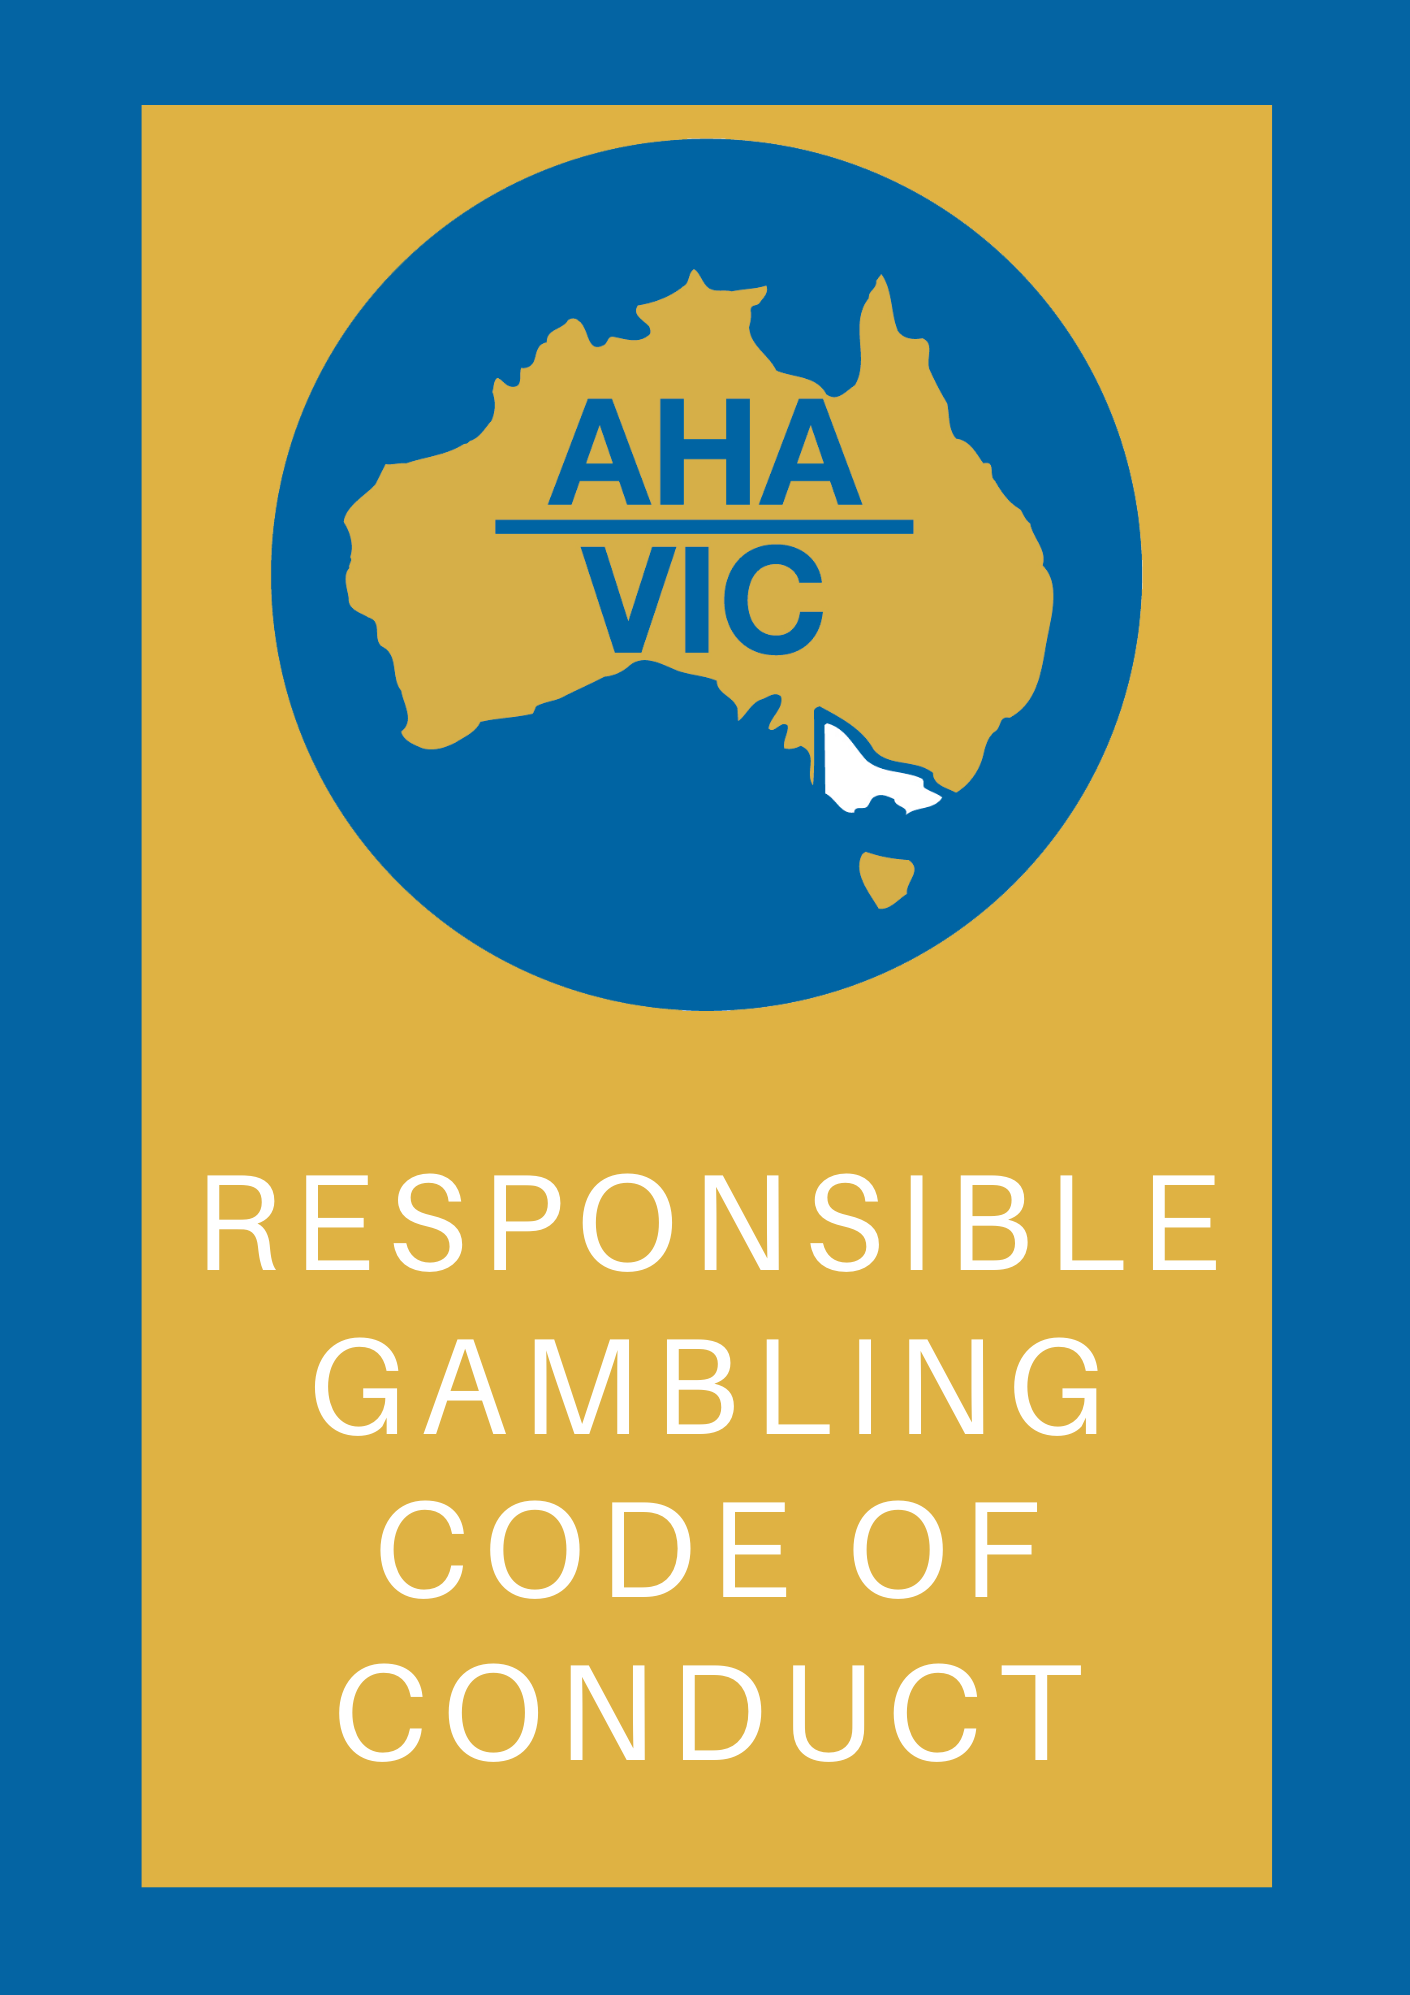 AHA
VIC
RESPONSIBLE
GAMBLING
CODE OF
CONDUCT